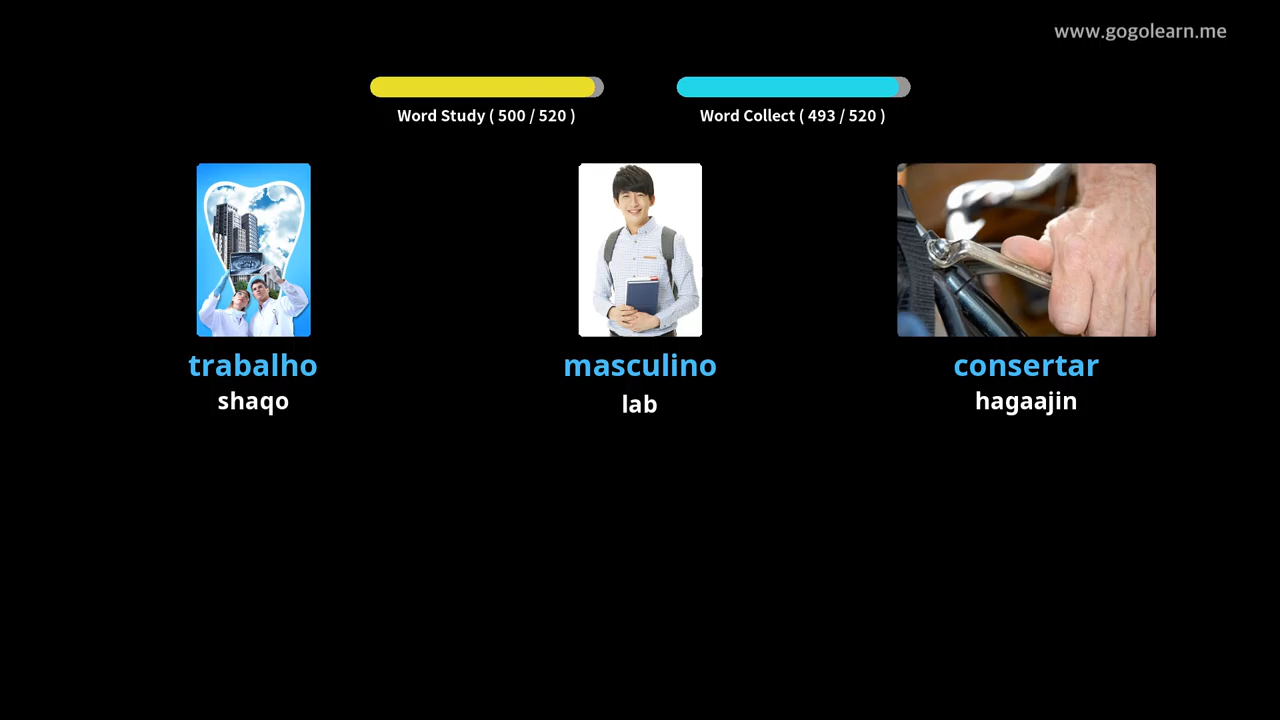 www.gogolearn.me
Word Study ( 500 / 520 )
Word Collect ( 493 / 520 )
trabalho
shaqo
masculino
lab
consertar
hagaajin